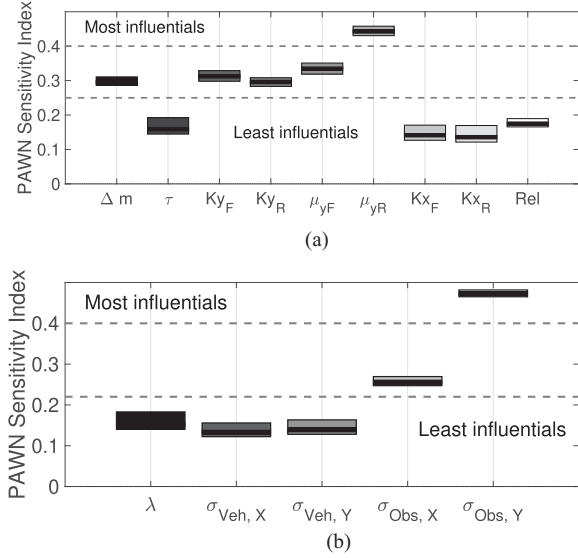 Most influentials
0.4
0.3
0.2
0.1
0
PAWN Sensitivity Index
Least influentials
Δ m τ Ky_F Ky_R μ_yF μ_yR Kx_F Kx_R Rel
(a)
Most influentials
0.4
0.3
0.2
0.1
0
PAWN Sensitivity Index
Least influentials
λ σ_Veh, X σ_Veh, Y σ_Obs, X σ_Obs, Y
(b)